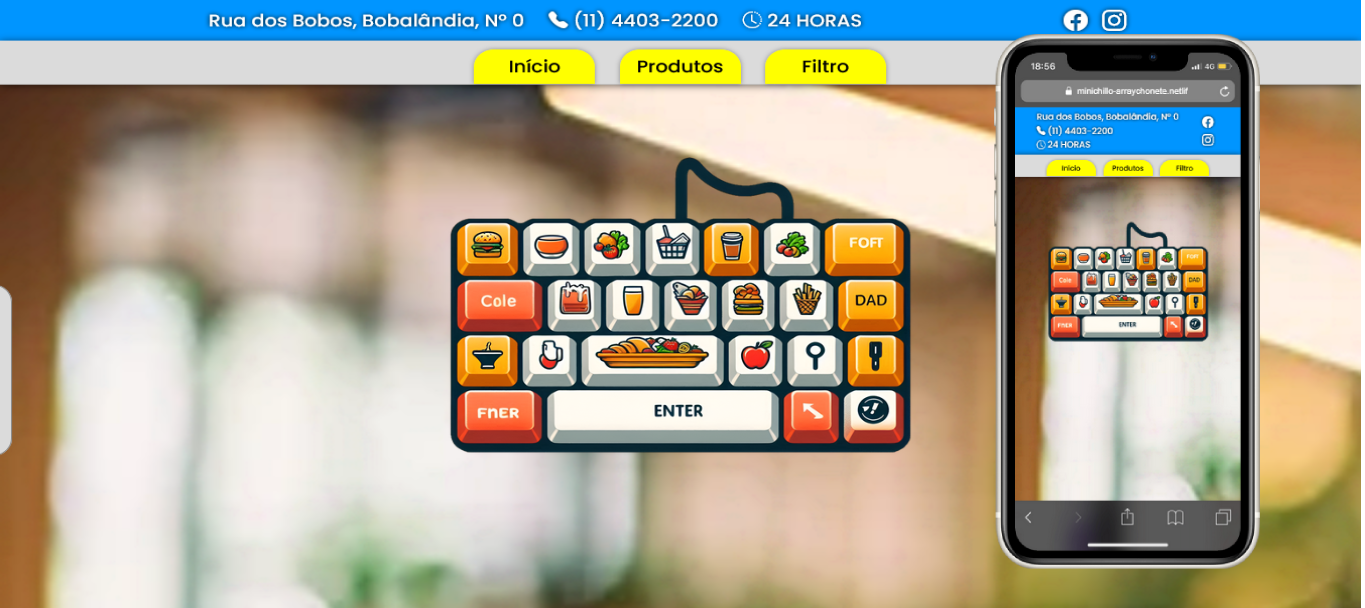 Rua dos Bobos, Bobalândia, Nº 0 (11) 4403-2200 24 HORAS
Início Produtos Filtro
FOFT
Cole DAD
FnER ENTER
18:56 4G
minichillo-arraychonete.netlif
Rua dos Bobos, Bobalândia, Nº 0
(11) 4403-2200
24 HORAS
Início Produtos Filtro
FOFT
Cole DAD
FnER ENTER